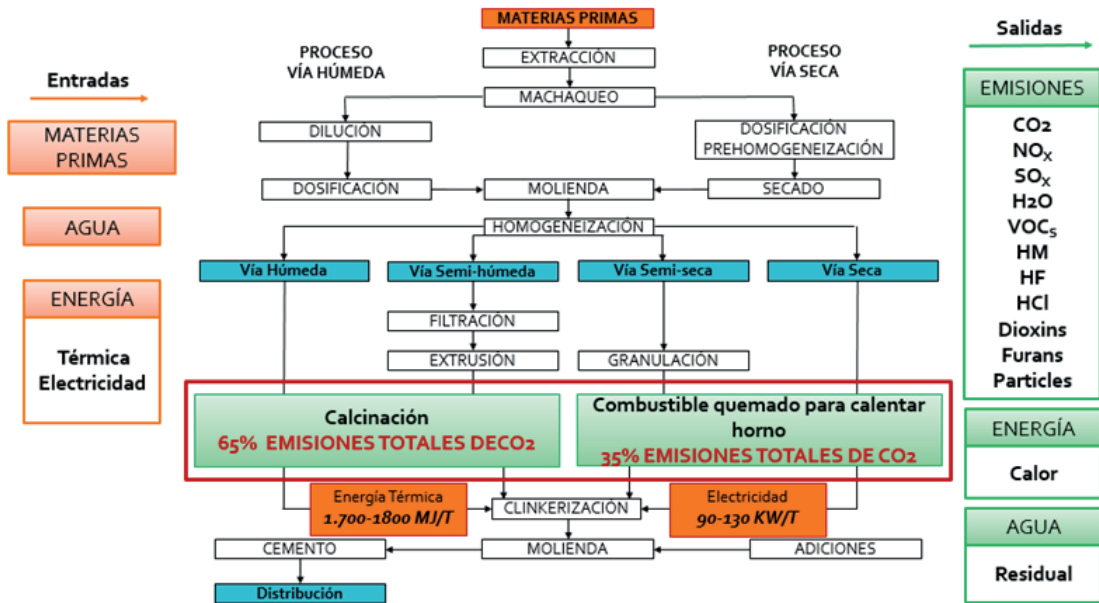 MATERIAS PRIMAS
PROCESO
VÍA HÚMEDA
EXTRACCIÓN
PROCESO
VÍA SECA
MACHAQUEO
DILUCIÓN
DOSIFICACIÓN
PREHOMOGENEIZACIÓN
DOSIFICACIÓN
MOLIENDA
SECADO
HOMOGENEIZACIÓN
Vía Húmeda
Vía Semi-húmeda
Vía Semi-seca
Vía Seca
FILTRACIÓN
EXTRUSIÓN
GRANULACIÓN
Calcinación
65% EMISIONES TOTALES DECO2
Combustible quemado para calentar
horno
35% EMISIONES TOTALES DE CO2
Energía Térmica
1.700-1800 MJ/T
CLINKERIZACIÓN
Electricidad
90-130 KW/T
CEMENTO
MOLIENDA
ADICIONES
Distribución
Entradas
MATERIAS
PRIMAS
AGUA
ENERGÍA
Térmica
Electricidad
Salidas
EMISIONES
CO2
NOX
SOX
H2O
VOCS
HM
HF
HCl
Dioxins
Furans
Particles
ENERGÍA
Calor
AGUA
Residual